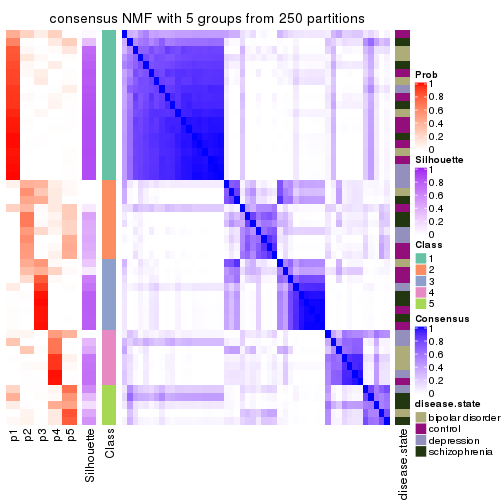 consensus NMF with 5 groups from 250 partitions
Prob
1
0.8
0.6
0.4
0.2
0
Silhouette
1
0.8
0.6
0.4
0.2
0
Class
1
2
3
4
5
Consensus
1
0.8
0.6
0.4
0.2
0
disease.state
bipolar disorder
control
depression
schizophrenia
p1
p2
p3
p4
p5
Silhouette
Class
disease.state